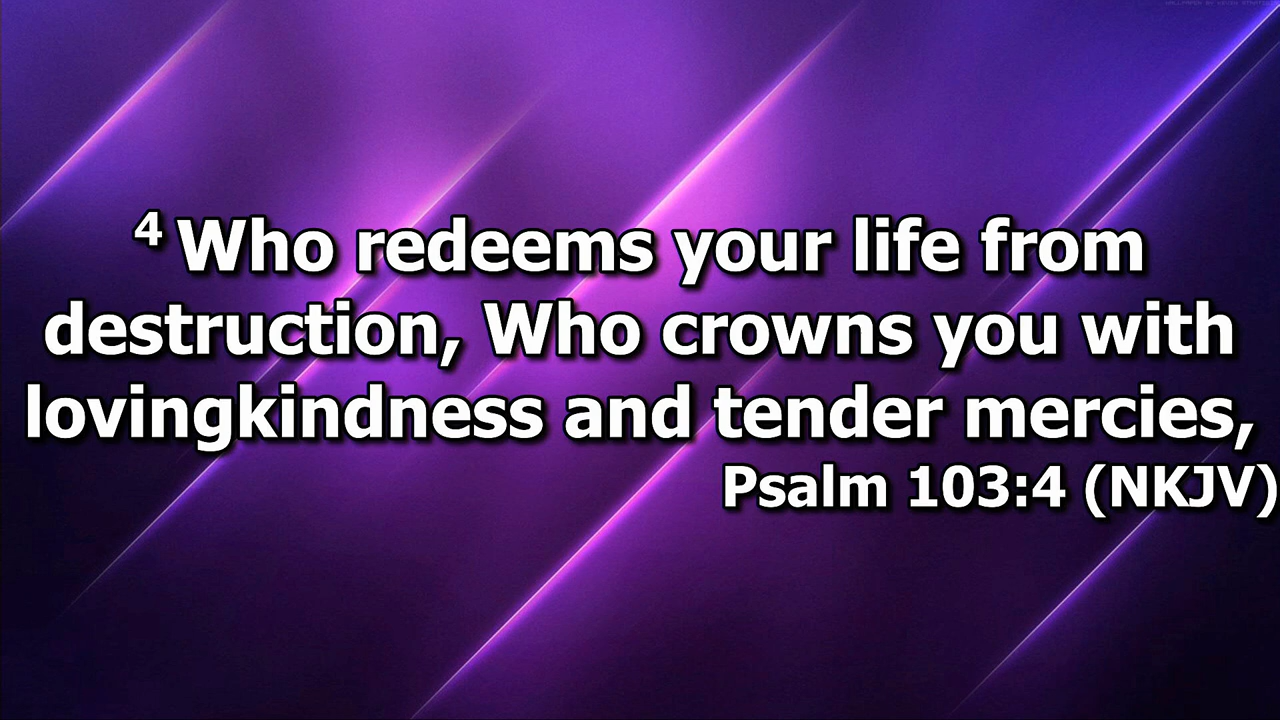 ⁴ Who redeems your life from
destruction, Who crowns you with
lovingkindness and tender mercies,
Psalm 103:4 (NKJV)